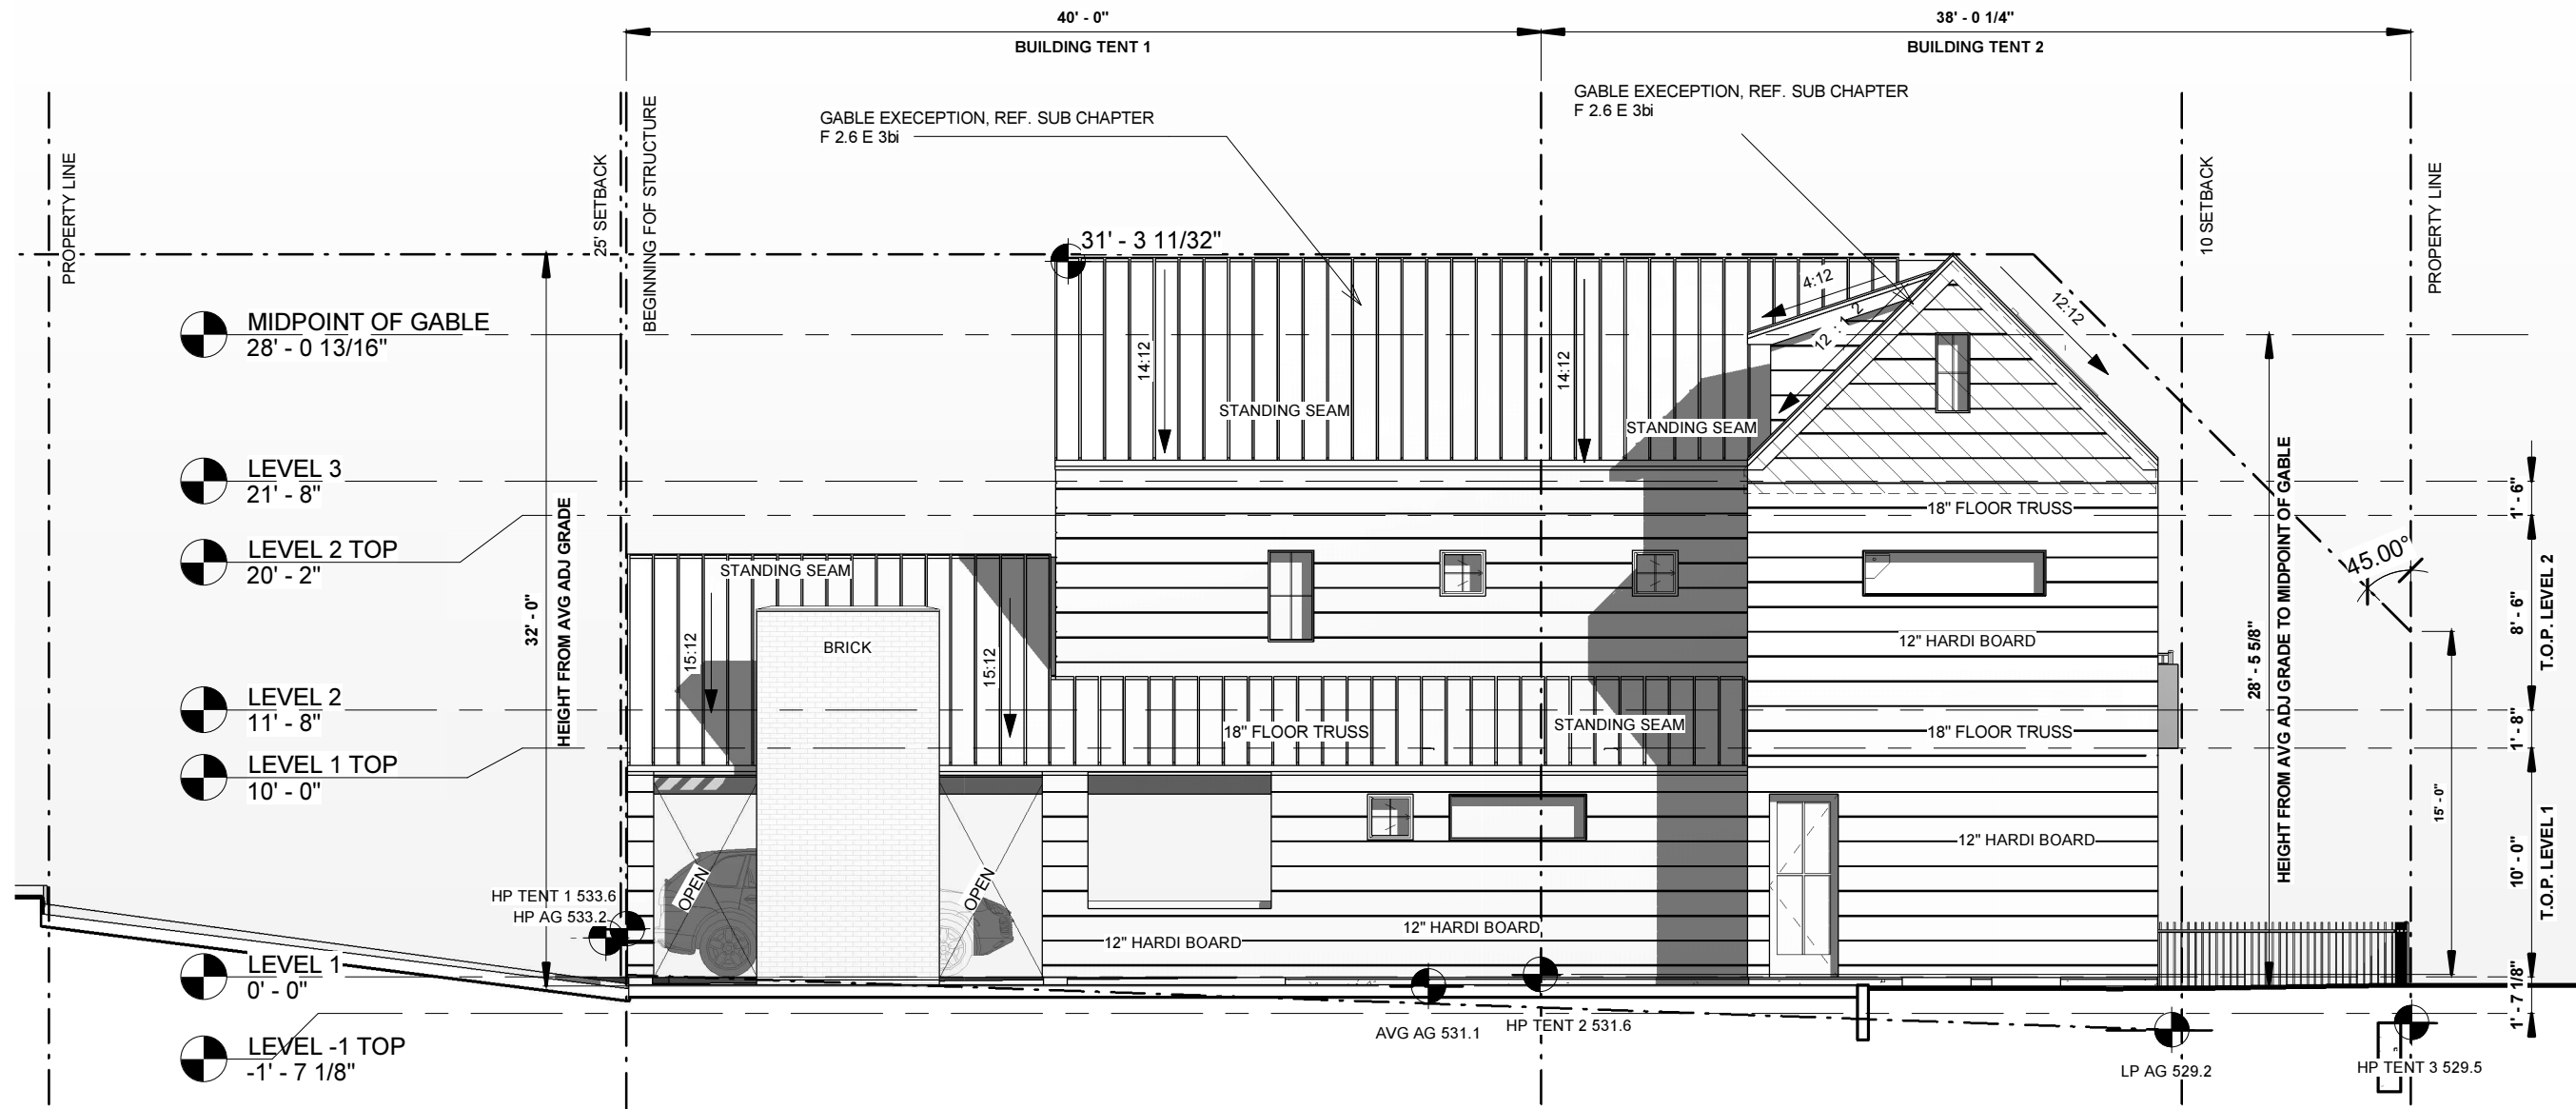 40' - 0"
BUILDING TENT 1
38' - 0 1/4"
BUILDING TENT 2
GABLE EXECEPTION, REF. SUB CHAPTER
F 2.6 E 3bi
GABLE EXECEPTION, REF. SUB CHAPTER
F 2.6 E 3bi
PROPERTY LINE
25' SETBACK
BEGINNING FOF STRUCTURE
10 SETBACK
PROPERTY LINE
31' - 3 11/32"
MIDPOINT OF GABLE
28' - 0 13/16"
LEVEL 3
21' - 8"
LEVEL 2 TOP
20' - 2"
LEVEL 2
11' - 8"
LEVEL 1 TOP
10' - 0"
LEVEL 1
0' - 0"
LEVEL -1 TOP
-1' - 7 1/8"
32' - 0"
HEIGHT FROM AVG ADJ GRADE
14:12
14:12
4:12
12 : 1 2
12:12
STANDING SEAM
STANDING SEAM
STANDING SEAM
15:12
15:12
BRICK
18" FLOOR TRUSS
12" HARDI BOARD
18" FLOOR TRUSS
STANDING SEAM
18" FLOOR TRUSS
12" HARDI BOARD
OPEN
OPEN
12" HARDI BOARD
12" HARDI BOARD
HP TENT 1 533.6
HP AG 533.2
AVG AG 531.1
HP TENT 2 531.6
LP AG 529.2
HP TENT 3 529.5
28' - 5 5/8"
HEIGHT FROM AVG ADJ GRADE TO MIDPOINT OF GABLE
45.00°
15' - 0"
1' - 6"
8' - 6"
T.O.P. LEVEL 2
1' - 8"
10' - 0"
T.O.P. LEVEL 1
1' - 7 1/8"